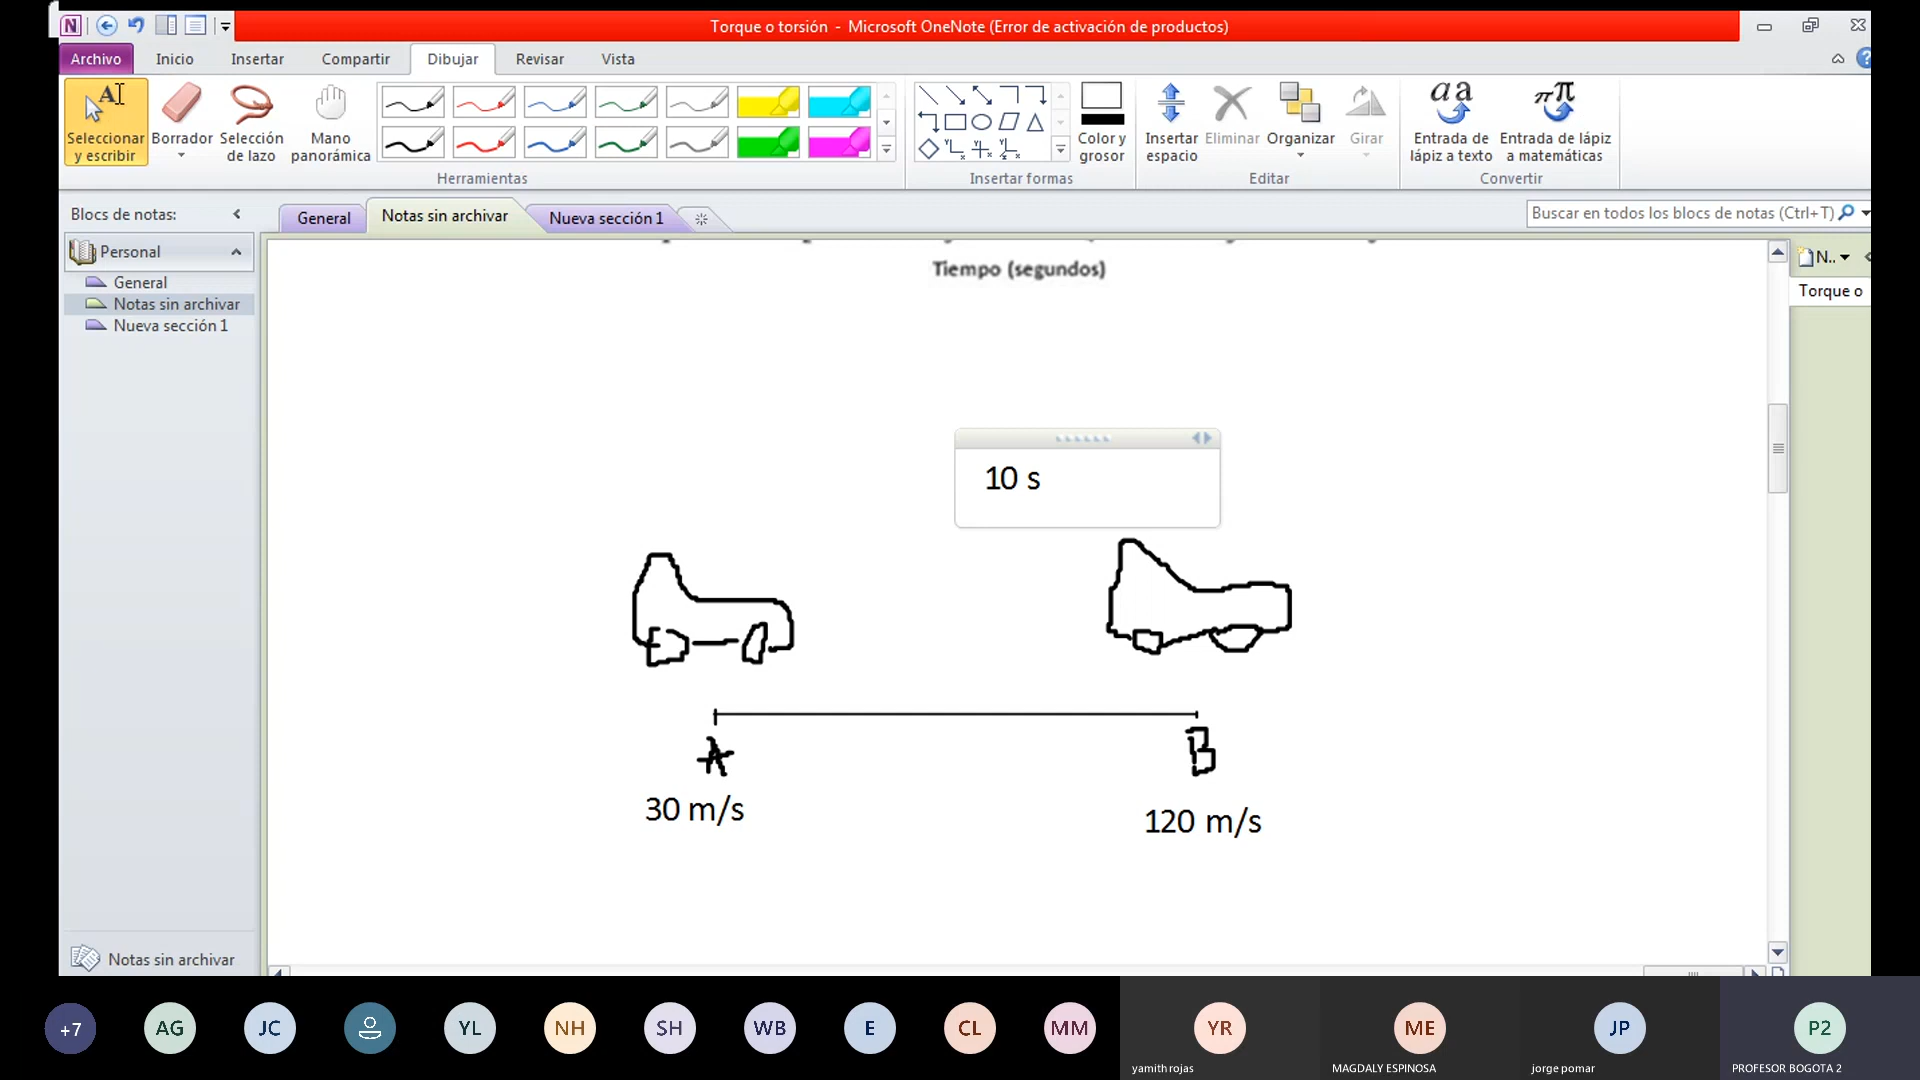 Torque o torsión - Microsoft OneNote (Error de activación de productos)
Archivo Inicio Insertar Compartir Dibujar Revisar Vista
Seleccionar y escribir
Borrador
Selección de lazo
Mano panorámica
Herramientas
Color y grosor
Insertar formas
Insertar espacio
Eliminar
Organizar
Girar
Editar
Entrada de lápiz a texto
Entrada de lápiz a matemáticas
Convertir
Blocs de notas:
General Notas sin archivar Nueva sección 1
Buscar en todos los blocs de notas (Ctrl+T)
Personal
General
Notas sin archivar
Nueva sección 1
N..
Torque o
Tiempo (segundos)
10 s
A B
30 m/s
120 m/s
Notas sin archivar
+7 AG JC YL NH SH WB E CL MM YR ME JP P2
yamith rojas MAGDALY ESPINOSA jorge pomar PROFESOR BOGOTA 2